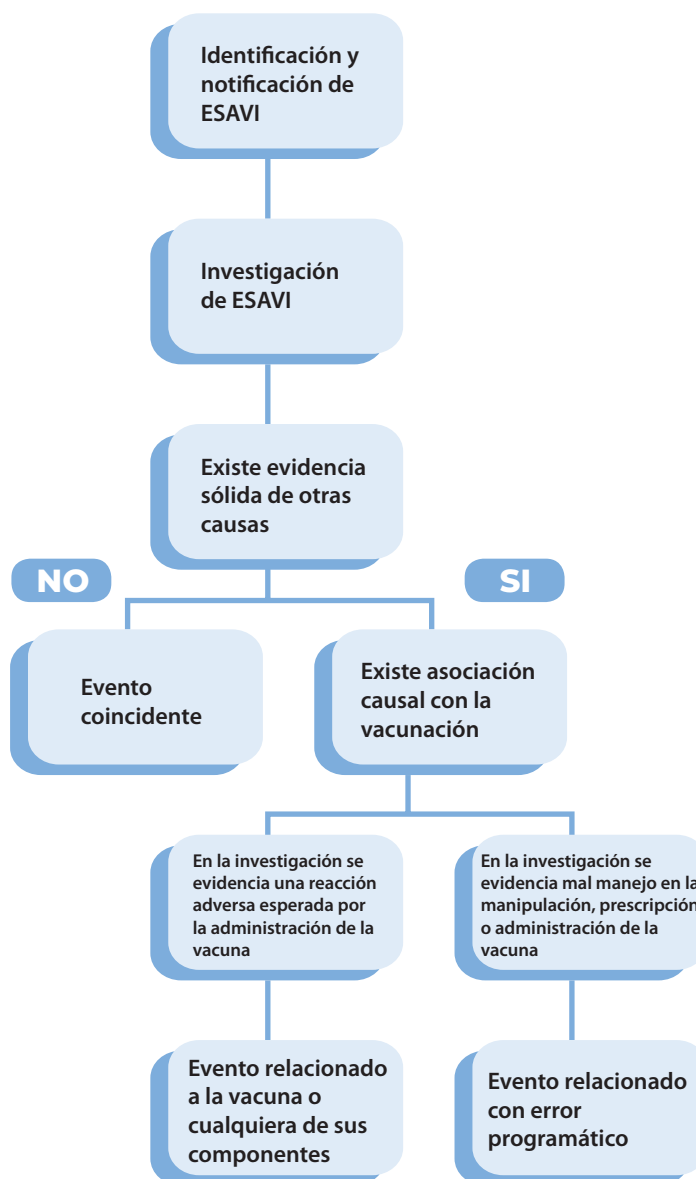 Identificación y
notificación de
ESAVI
Investigación
de ESAVI
Existe evidencia
sólida de otras
causas
NO
SI
Evento
coincidente
Existe asociación
causal con la
vacunación
En la investigación se
evidencia una reacción
adversa esperada por
la administración de la
vacuna
En la investigación se
evidencia mal manejo en la
manipulación, prescripción
o administración de la
vacuna
Evento relacionado
a la vacuna o
cualquiera de sus
componentes
Evento relacionado
con error
programático